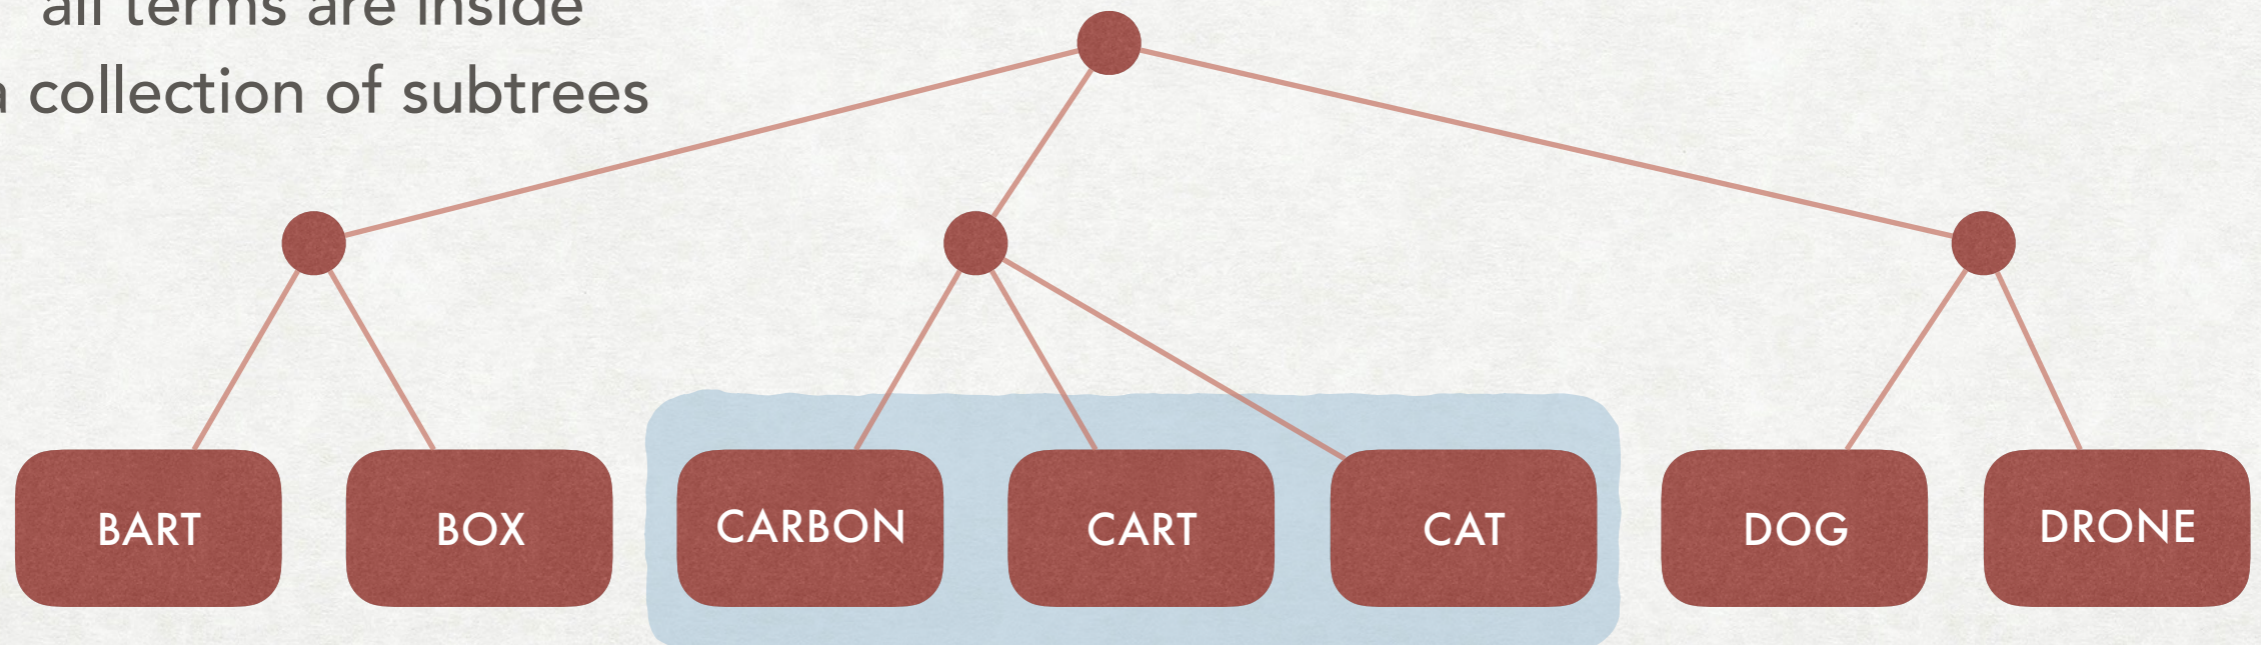 all terms are inside
a collection of subtrees
BART
BOX
CARBON
CART
CAT
DOG
DRONE